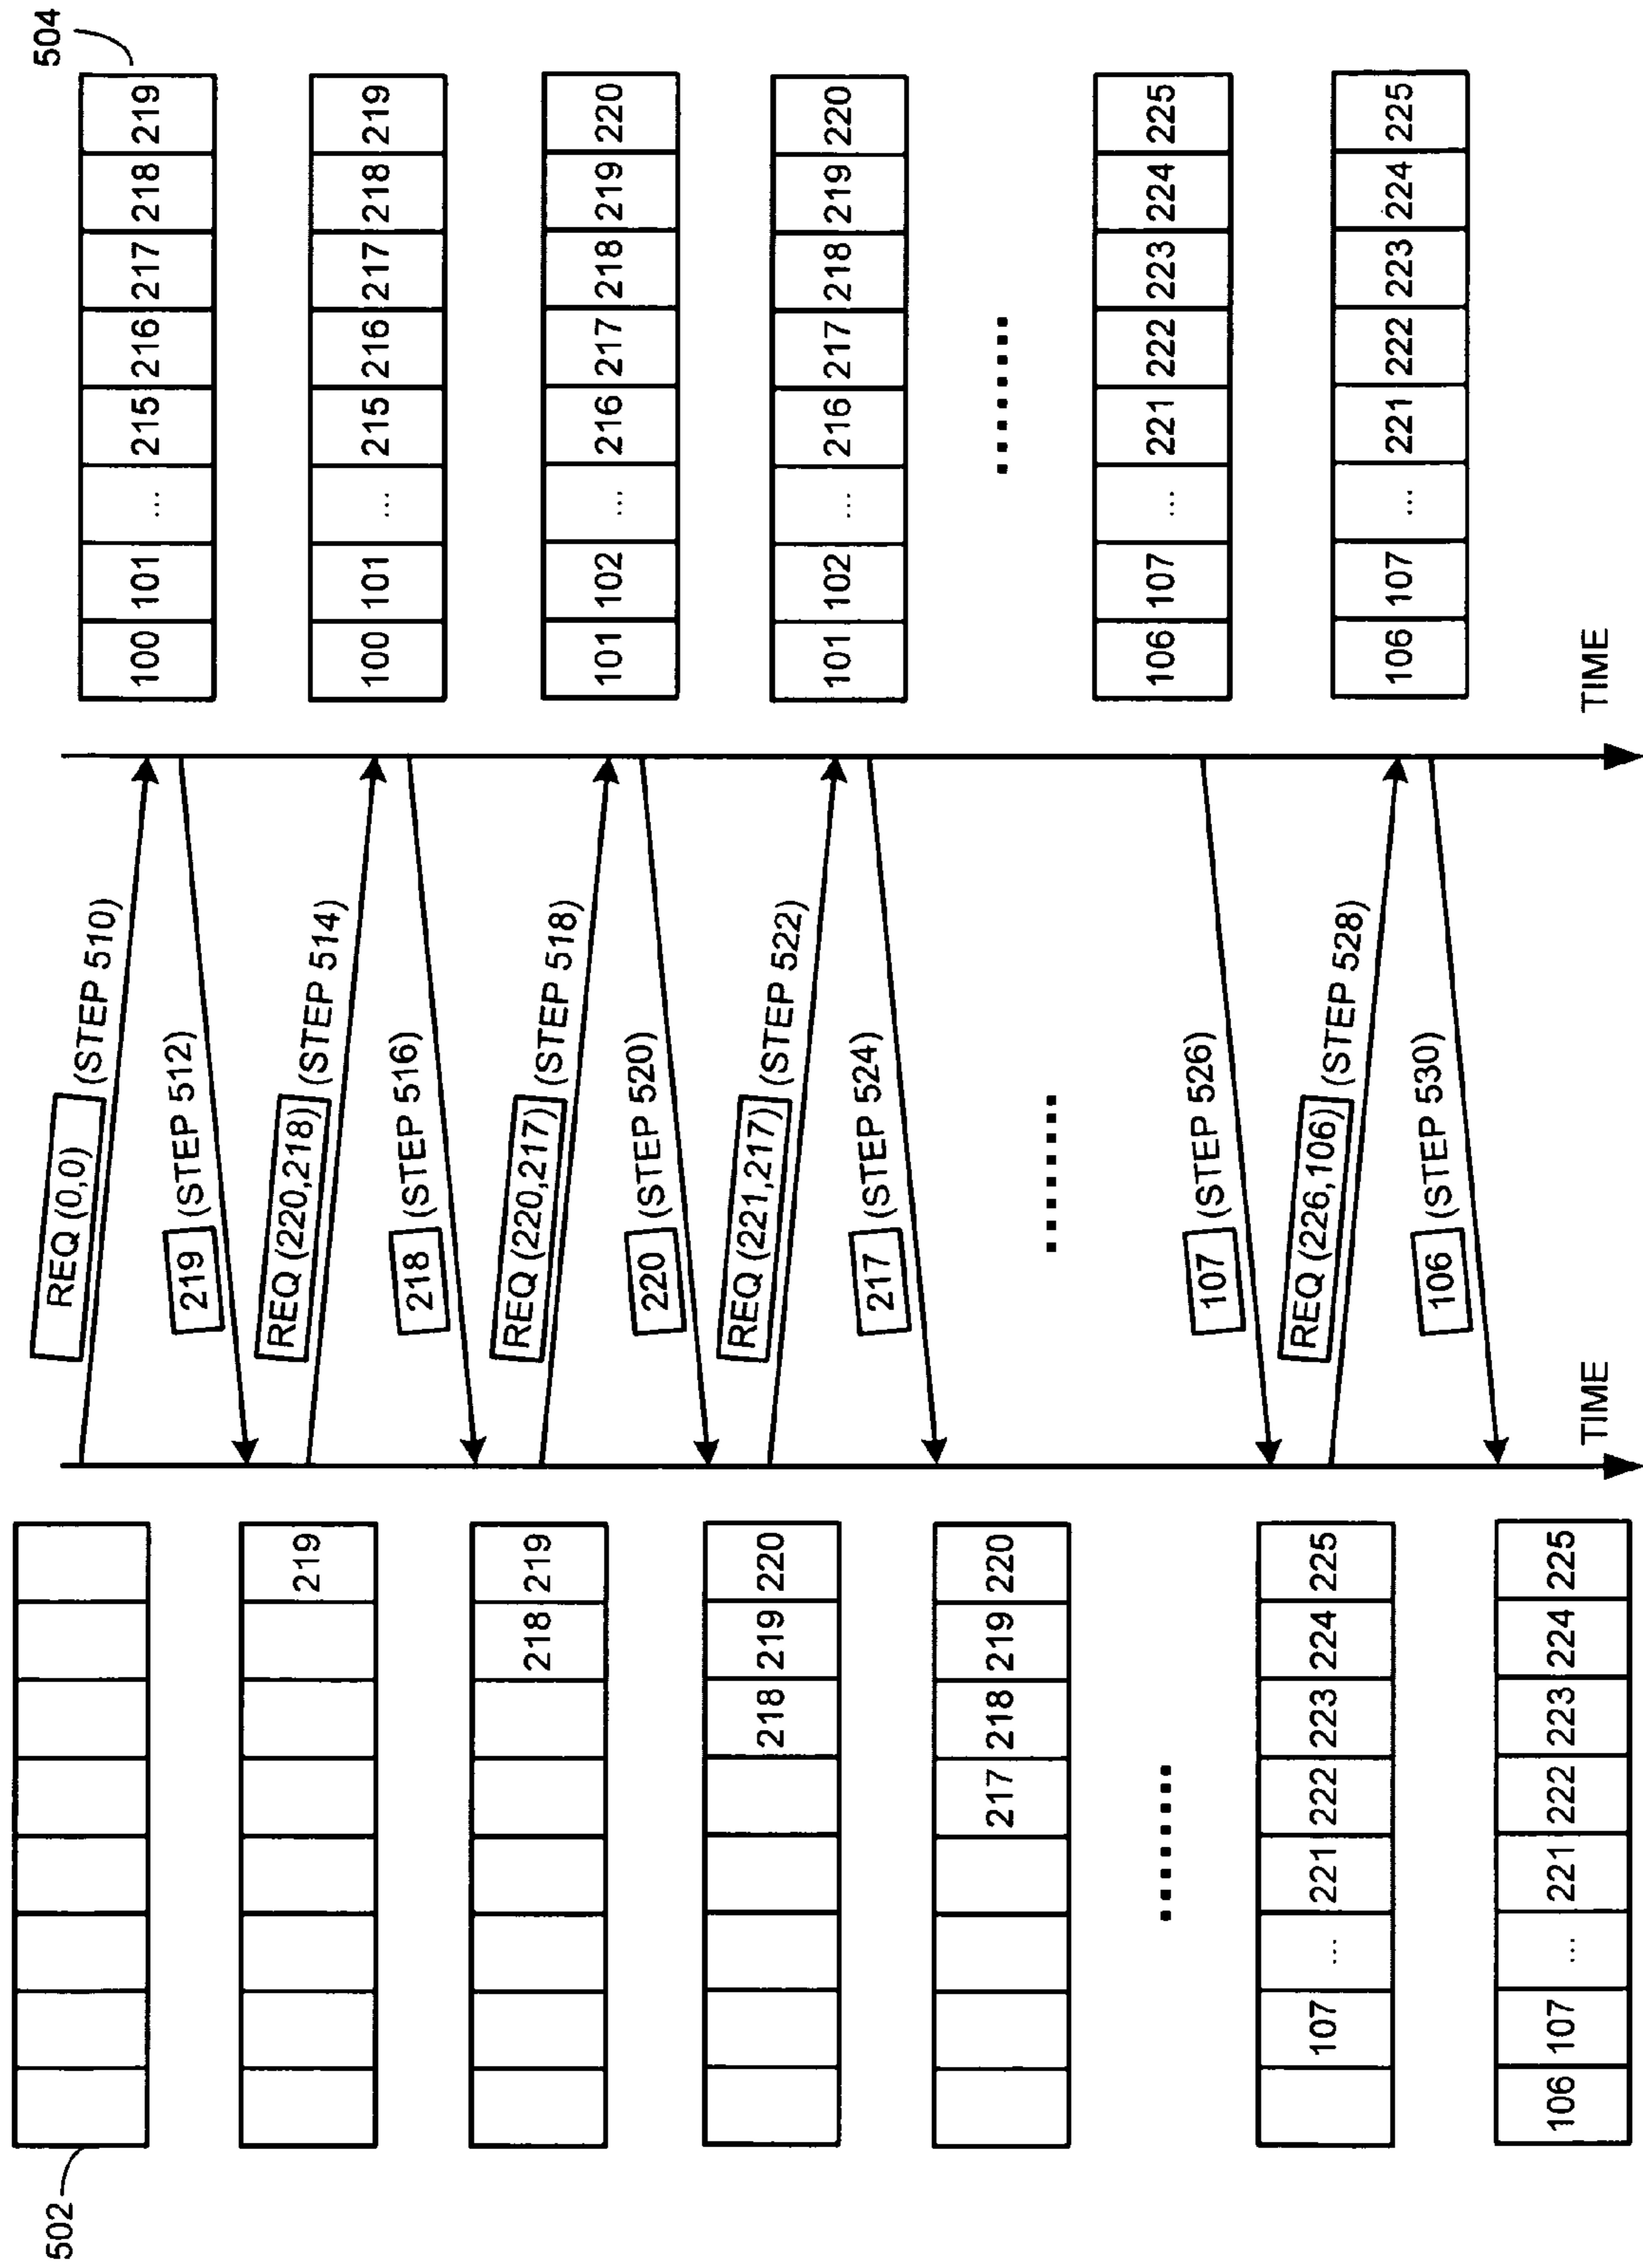 502
504
100 101 ... 215 216 217 218 219
REQ (0,0) (STEP 510)
219 (STEP 512)
219
100 101 ... 215 216 217 218 219
REQ (220,218) (STEP 514)
218 (STEP 516)
218 219
101 102 ... 216 217 218 219 220
REQ (220,217) (STEP 518)
220 (STEP 520)
218 219 220
101 102 ... 216 217 218 219 220
REQ (221,217) (STEP 522)
217 (STEP 524)
217 218 219 220
.......
.......
.......
106 107 ... 221 222 223 224 225
107 (STEP 526)
107 ... 221 222 223 224 225
106 107 ... 221 222 223 224 225
REQ (226,106) (STEP 528)
106 (STEP 530)
106 107 ... 221 222 223 224 225
TIME
TIME